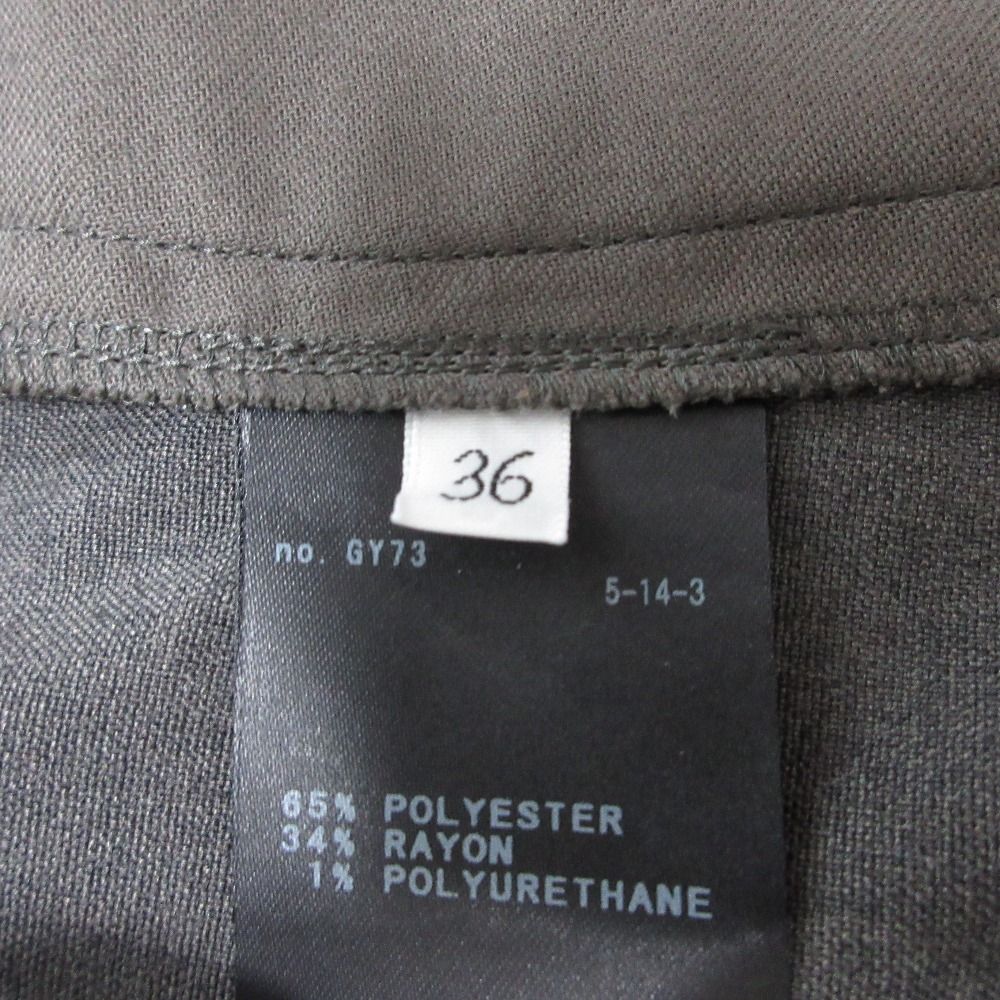 36
no. GY73
5-14-3
65% POLYESTER
34% RAYON
1% POLYURETHANE